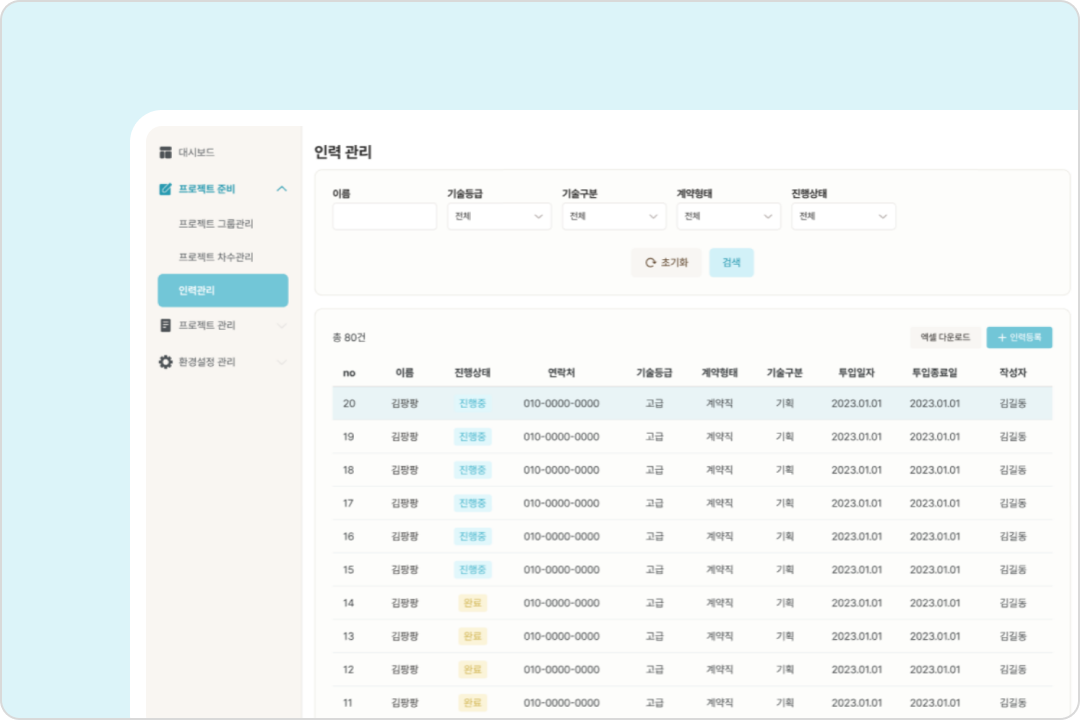 대시보드
프로젝트 준비
프로젝트 그룹관리
프로젝트 차수관리
인력관리
프로젝트 관리
환경설정 관리
인력 관리
이름 기술등급 기술구분 계약형태 진행상태
전체 전체 전체 전체
초기화 검색
총 80건 엑셀 다운로드 + 인력등록
no 이름 진행상태 연락처 기술등급 계약형태 기술구분 투입일자 투입종료일 작성자
20 김팡팡 진행중 010-0000-0000 고급 계약직 기획 2023.01.01 2023.01.01 김길동
19 김팡팡 진행중 010-0000-0000 고급 계약직 기획 2023.01.01 2023.01.01 김길동
18 김팡팡 진행중 010-0000-0000 고급 계약직 기획 2023.01.01 2023.01.01 김길동
17 김팡팡 진행중 010-0000-0000 고급 계약직 기획 2023.01.01 2023.01.01 김길동
16 김팡팡 진행중 010-0000-0000 고급 계약직 기획 2023.01.01 2023.01.01 김길동
15 김팡팡 진행중 010-0000-0000 고급 계약직 기획 2023.01.01 2023.01.01 김길동
14 김팡팡 완료 010-0000-0000 고급 계약직 기획 2023.01.01 2023.01.01 김길동
13 김팡팡 완료 010-0000-0000 고급 계약직 기획 2023.01.01 2023.01.01 김길동
12 김팡팡 완료 010-0000-0000 고급 계약직 기획 2023.01.01 2023.01.01 김길동
11 김팡팡 완료 010-0000-0000 고급 계약직 기획 2023.01.01 2023.01.01 김길동